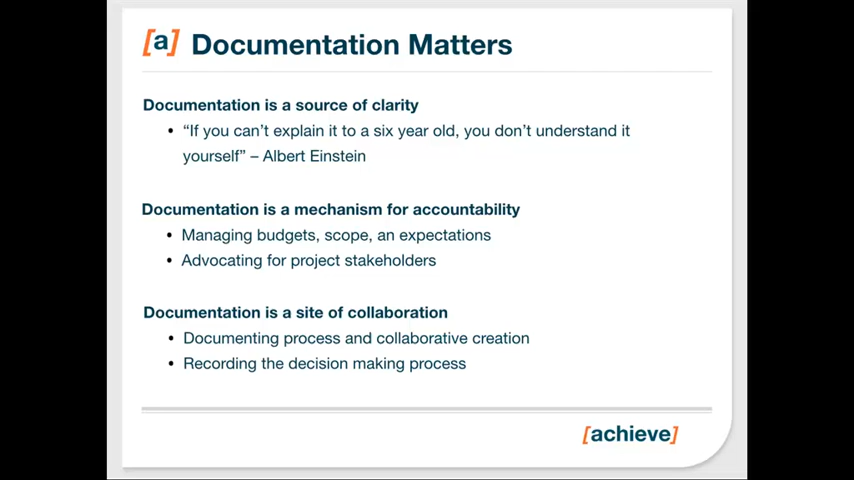 [a] Documentation Matters
Documentation is a source of clarity
• “If you can’t explain it to a six year old, you don’t understand it
yourself” – Albert Einstein
Documentation is a mechanism for accountability
• Managing budgets, scope, an expectations
• Advocating for project stakeholders
Documentation is a site of collaboration
• Documenting process and collaborative creation
• Recording the decision making process
[achieve]